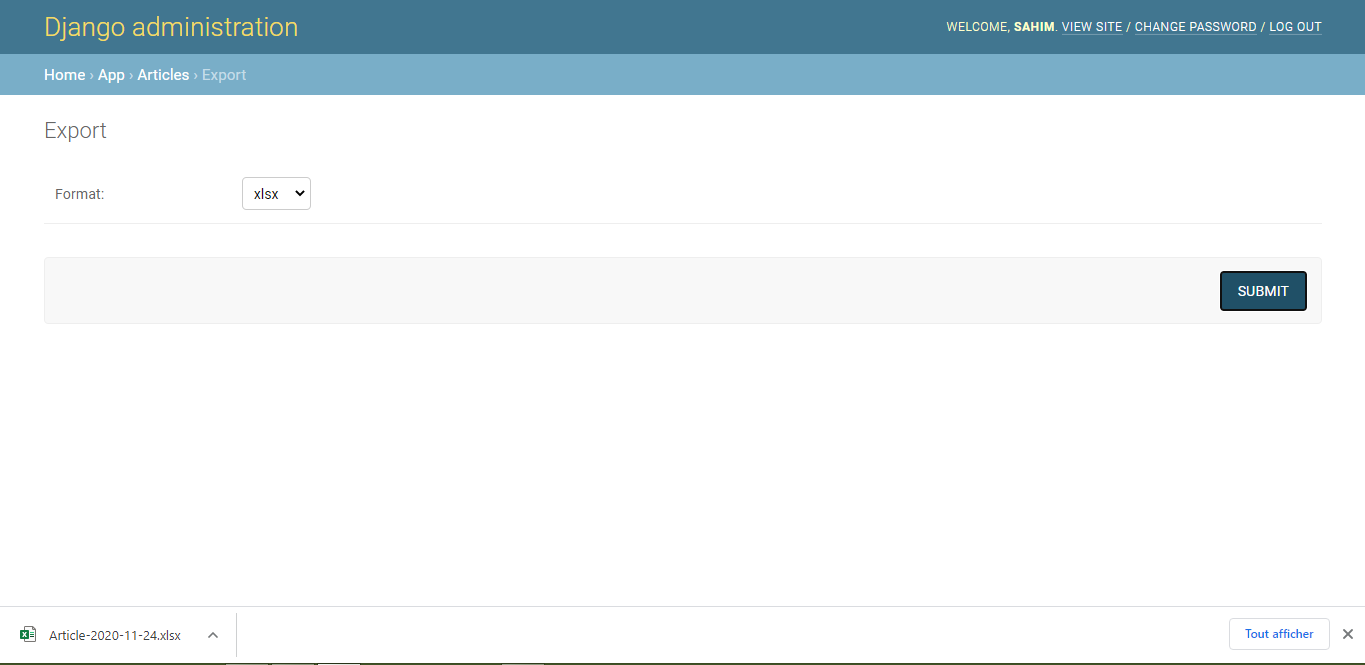 Django administration
WELCOME, SAHIM. VIEW SITE / CHANGE PASSWORD / LOG OUT
Home › App › Articles › Export
Export
Format:
xlsx
SUBMIT
Article-2020-11-24.xlsx
Tout afficher